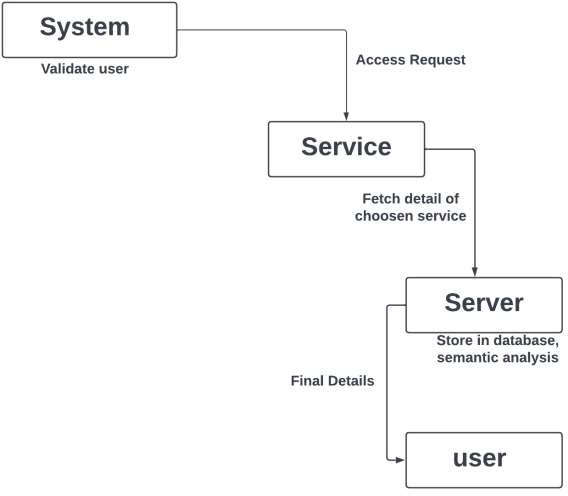 System
Validate user
Access Request
Service
Fetch detail of
choosen service
Server
Store in database,
semantic analysis
Final Details
user